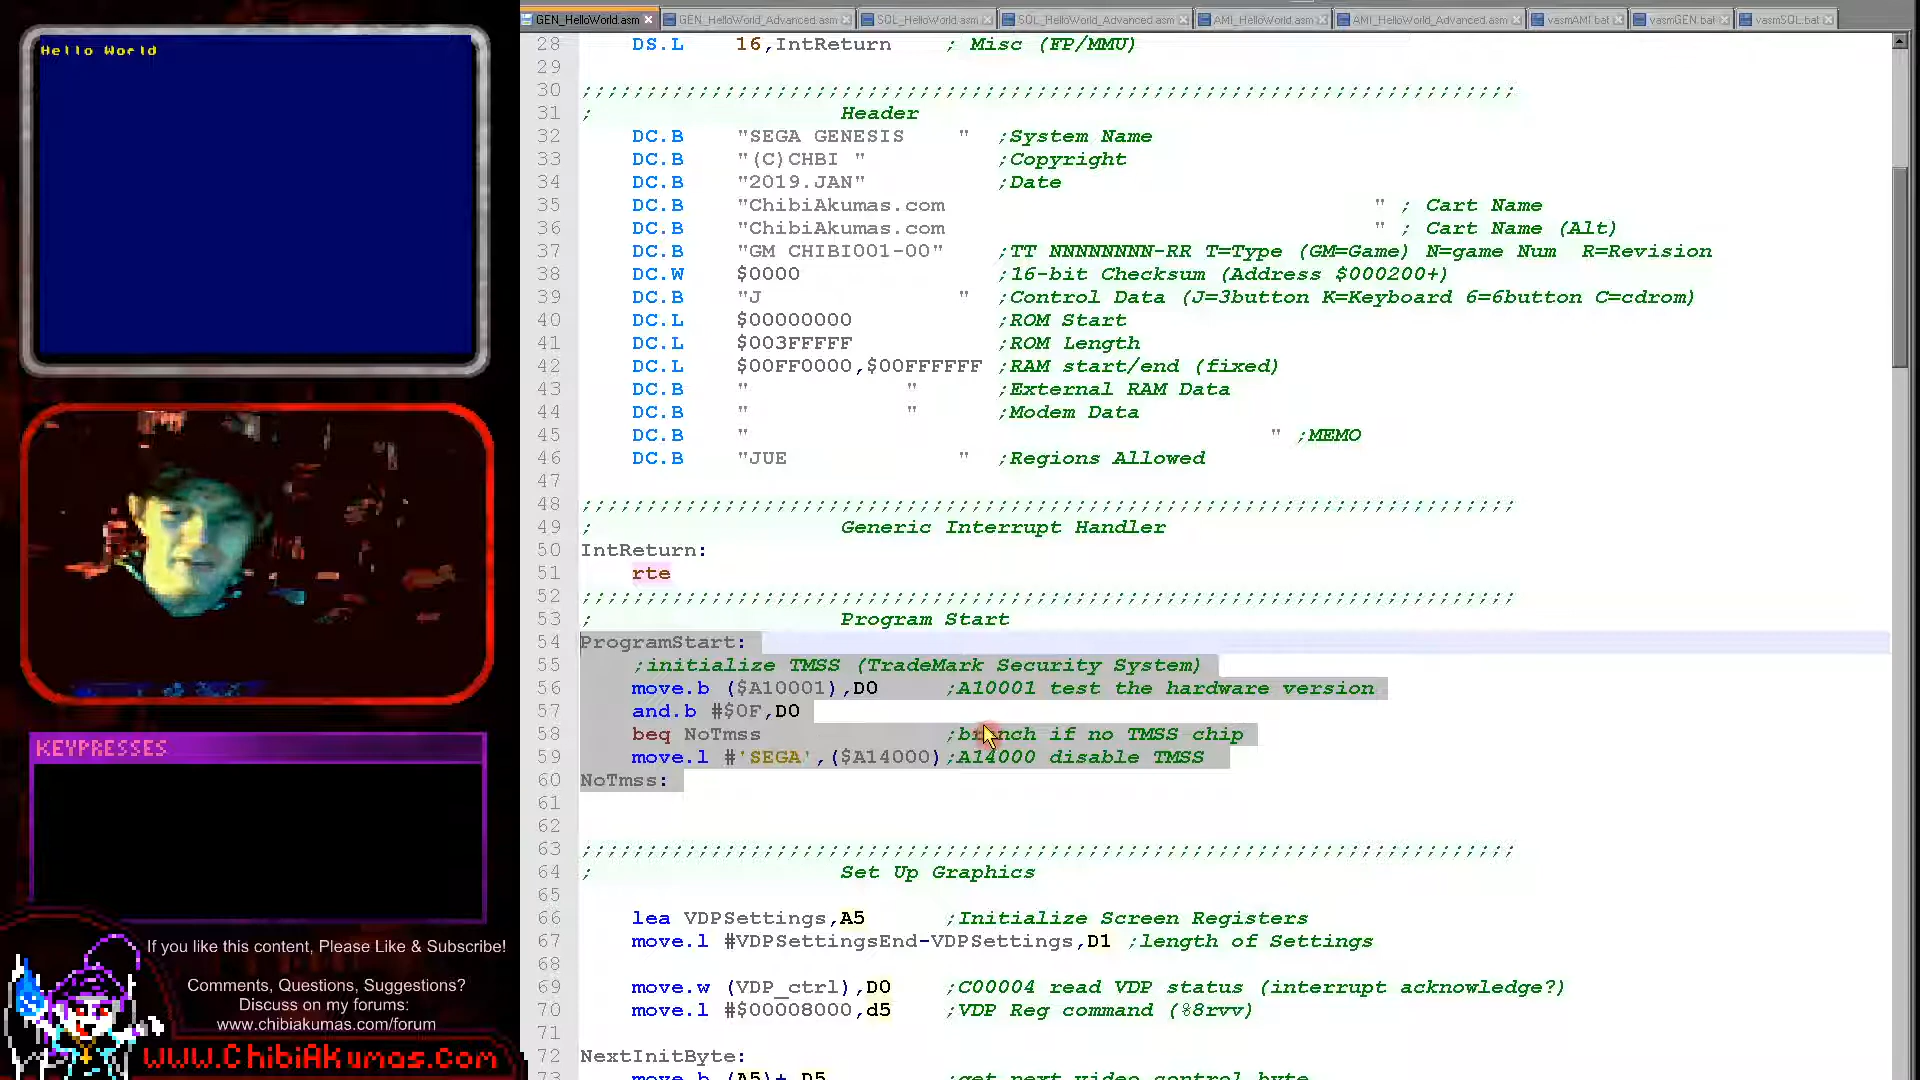 Hello World
KEYPRESSES
If you like this content, Please Like & Subscribe!
Comments, Questions, Suggestions?
Discuss on my forums:
www.chibiakumas.com/forum
www.ChibiAkumas.com
GEN_HelloWorld.asm GEN_HelloWorld_Advanced.asm SQL_HelloWorld.asm SQL_HelloWorld_Advanced.asm AMI_HelloWorld.asm AMI_HelloWorld_Advanced.asm vasmAMI.bat vasmGEN.bat vasmSQL.bat
28 DS.L 16,IntReturn ; Misc (FP/MMU)
29
30 ;;;;;;;;;;;;;;;;;;;;;;;;;;;;;;;;;;;;;;;;;;;;;;;;;;;;;;;;;;;;;;;;;;;;;;;;
31 ; Header
32 DC.B "SEGA GENESIS    " ;System Name
33 DC.B "(C)CHBI " ;Copyright
34 DC.B "2019.JAN" ;Date
35 DC.B "ChibiAkumas.com                                 " ; Cart Name
36 DC.B "ChibiAkumas.com                                 " ; Cart Name (Alt)
37 DC.B "GM CHIBI001-00" ;TT NNNNNNNN-RR T=Type (GM=Game) N=game Num  R=Revision
38 DC.W $0000 ;16-bit Checksum (Address $000200+)
39 DC.B "J               " ;Control Data (J=3button K=Keyboard 6=6button C=cdrom)
40 DC.L $00000000 ;ROM Start
41 DC.L $003FFFFF ;ROM Length
42 DC.L $00FF0000,$00FFFFFF ;RAM start/end (fixed)
43 DC.B "            " ;External RAM Data
44 DC.B "            " ;Modem Data
45 DC.B "                                        " ;MEMO
46 DC.B "JUE             " ;Regions Allowed
47
48 ;;;;;;;;;;;;;;;;;;;;;;;;;;;;;;;;;;;;;;;;;;;;;;;;;;;;;;;;;;;;;;;;;;;;;;;;
49 ; Generic Interrupt Handler
50 IntReturn:
51 rte
52 ;;;;;;;;;;;;;;;;;;;;;;;;;;;;;;;;;;;;;;;;;;;;;;;;;;;;;;;;;;;;;;;;;;;;;;;;
53 ; Program Start
54 ProgramStart:
55 ;initialize TMSS (TradeMark Security System)
56 move.b ($A10001),D0 ;A10001 test the hardware version
57 and.b #$0F,D0
58 beq NoTmss ;branch if no TMSS chip
59 move.l #'SEGA',($A14000);A14000 disable TMSS
60 NoTmss:
61
62
63 ;;;;;;;;;;;;;;;;;;;;;;;;;;;;;;;;;;;;;;;;;;;;;;;;;;;;;;;;;;;;;;;;;;;;;;;;
64 ; Set Up Graphics
65
66 lea VDPSettings,A5 ;Initialize Screen Registers
67 move.l #VDPSettingsEnd-VDPSettings,D1 ;length of Settings
68
69 move.w (VDP_ctrl),D0 ;C00004 read VDP status (interrupt acknowledge?)
70 move.l #$00008000,d5 ;VDP Reg command (%8rvv)
71
72 NextInitByte:
73 move.b (A5)+,D5 ;get next video control byte